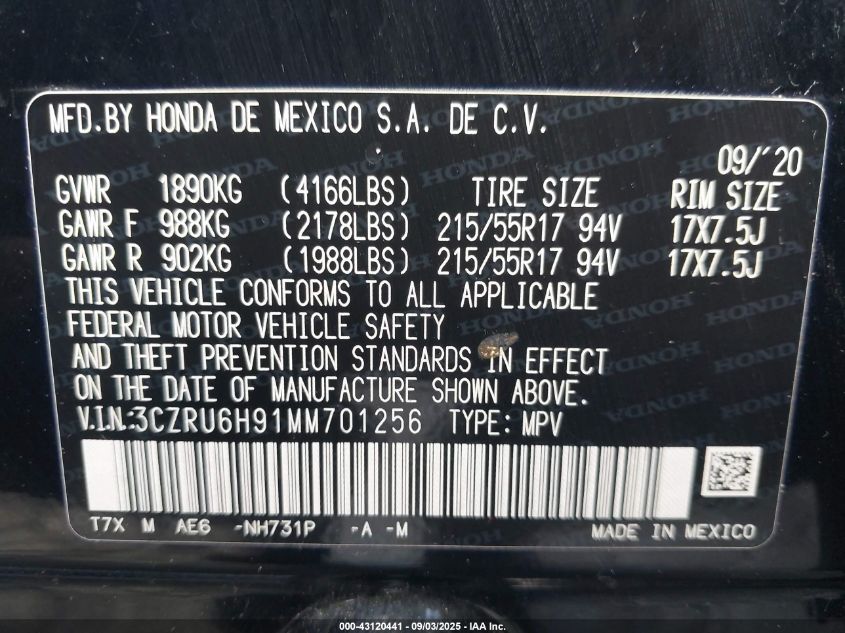 MFD.BY HONDA DE MEXICO S.A. DE C.V.
09/'20
GVWR 1890KG (4166LBS) TIRE SIZE RIM SIZE
GAWR F 988KG (2178LBS) 215/55R17 94V 17X7.5J
GAWR R 902KG (1988LBS) 215/55R17 94V 17X7.5J
THIS VEHICLE CONFORMS TO ALL APPLICABLE
FEDERAL MOTOR VEHICLE SAFETY
AND THEFT PREVENTION STANDARDS IN EFFECT
ON THE DATE OF MANUFACTURE SHOWN ABOVE.
V.I.N.:3CZRU6H91MM701256 TYPE: MPV
T7X M AE6 -NH731P -A -M MADE IN MEXICO
000-43120441 - 09/03/2025 - IAA Inc.